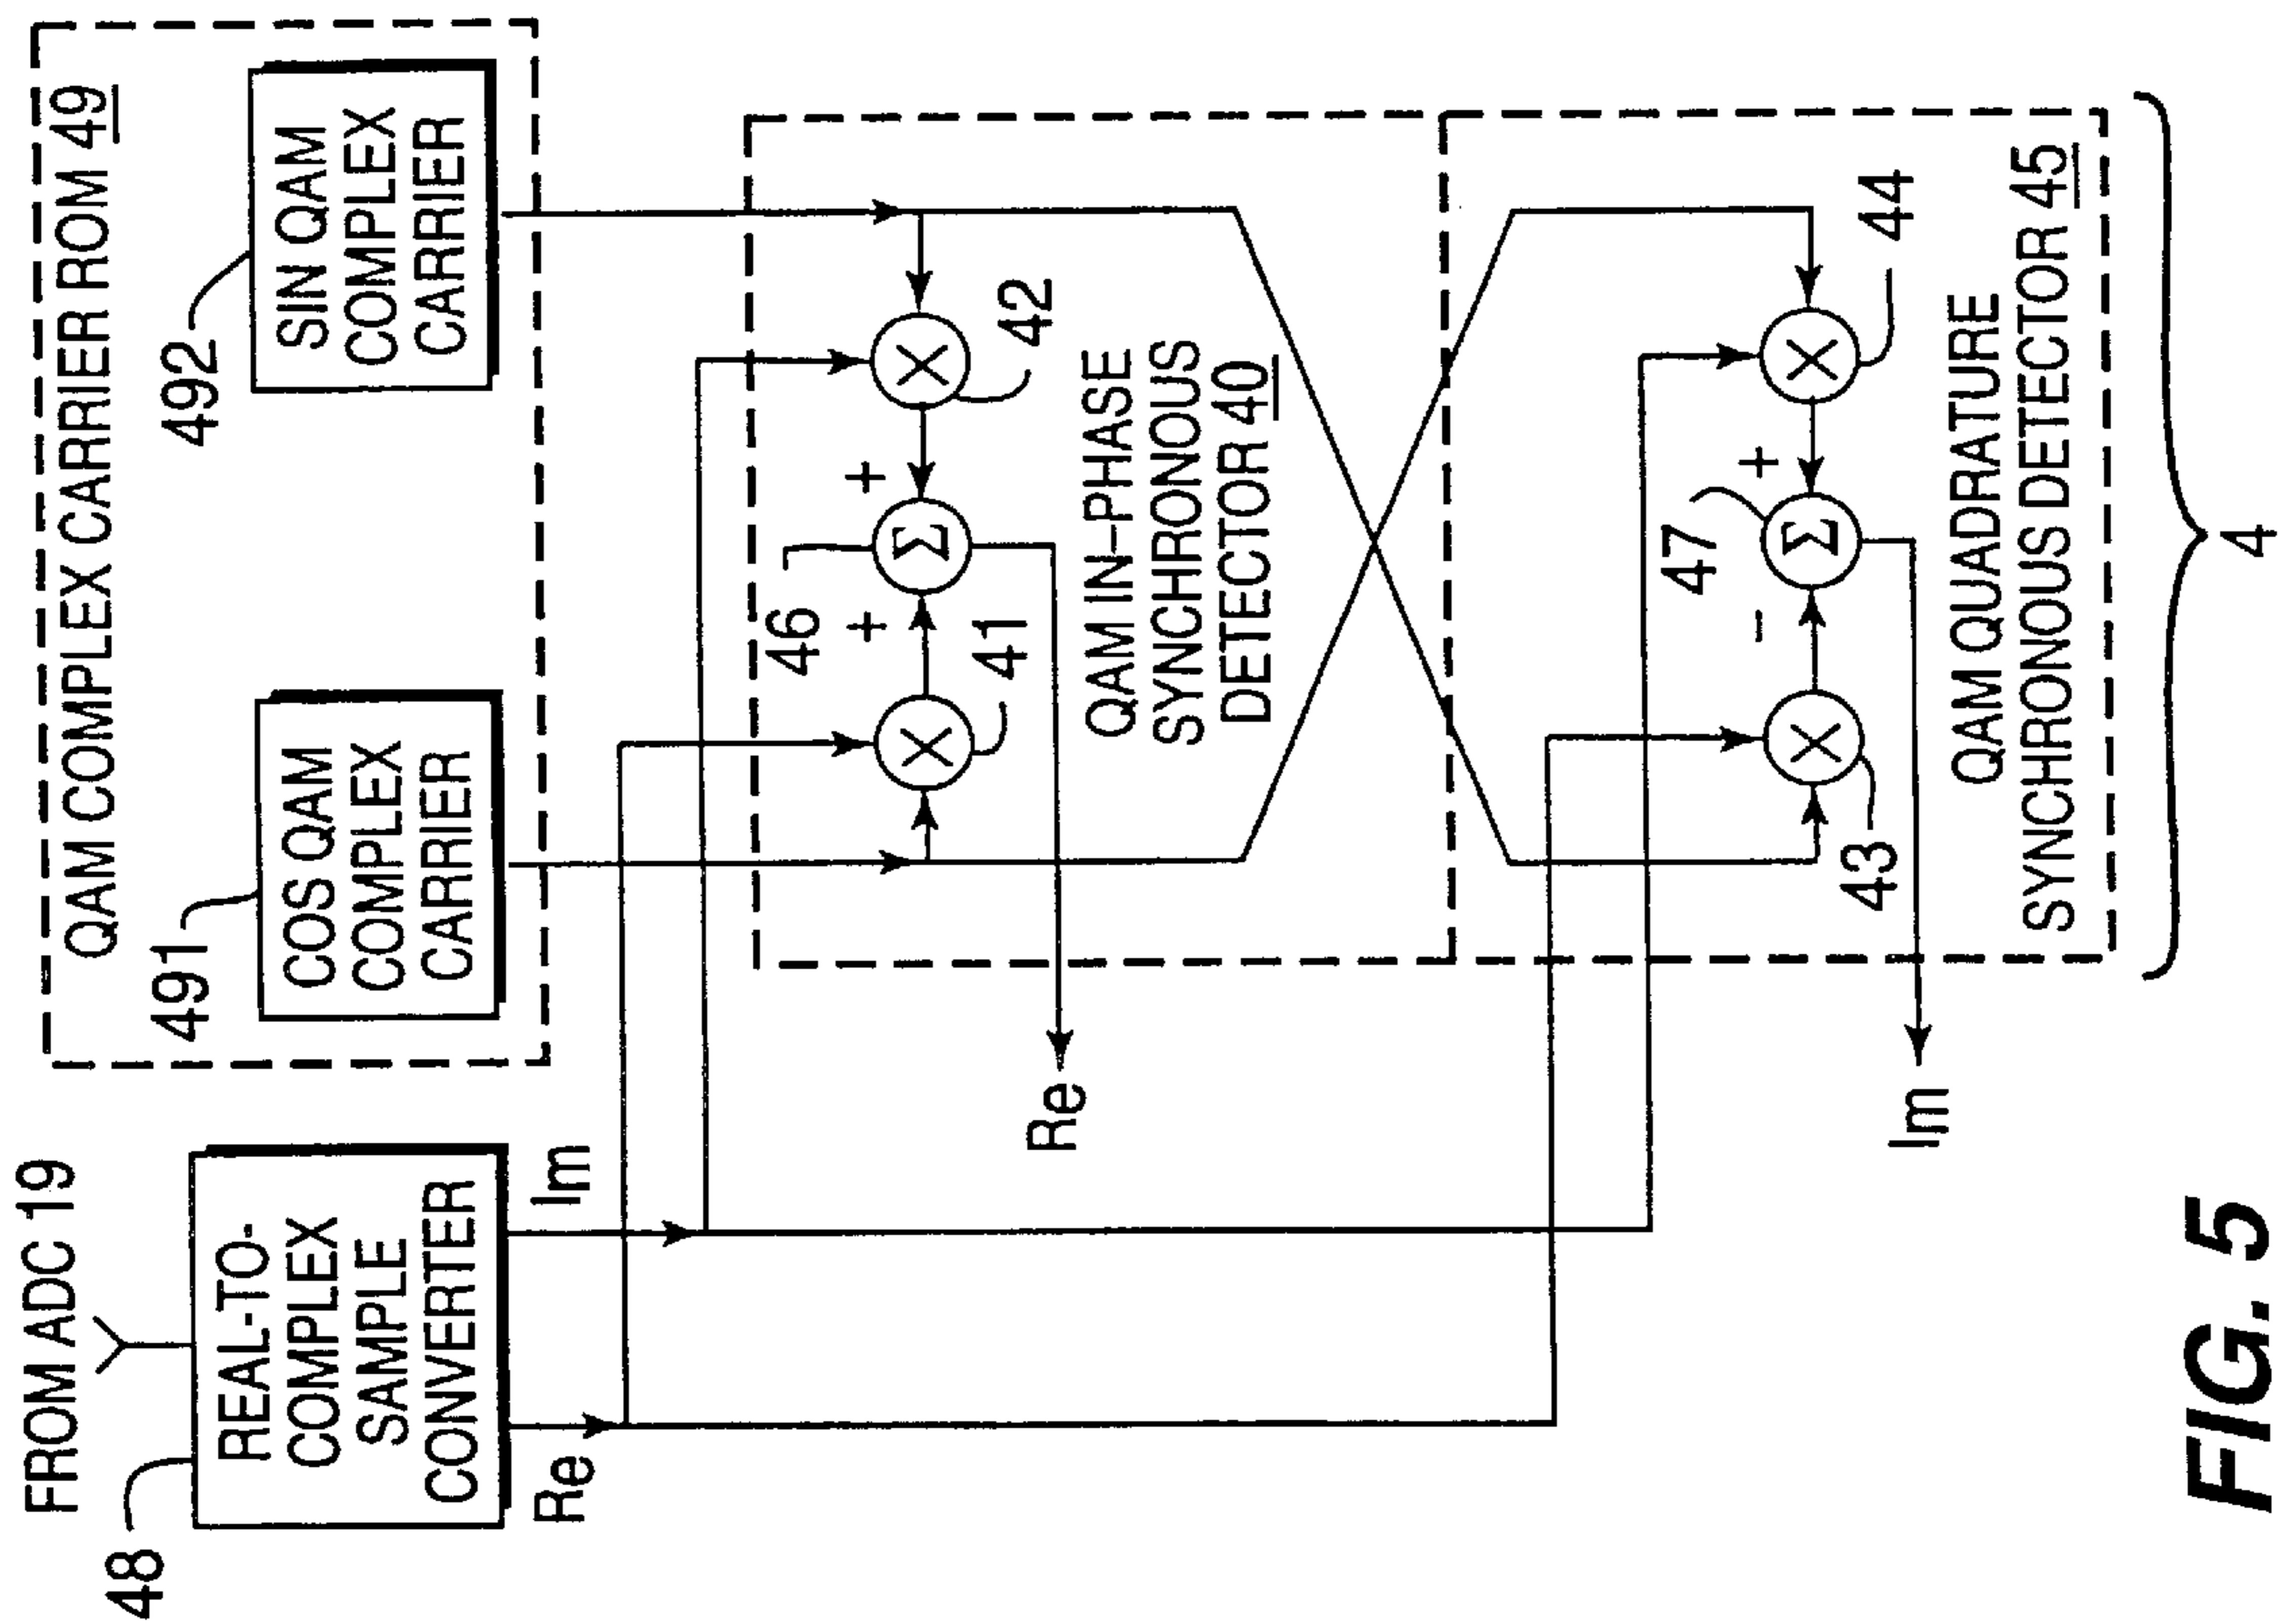 FROM ADC 19
48
REAL-TO-
COMPLEX
SAMPLE
CONVERTER
Re
Im
QAM COMPLEX CARRIER ROM 49
491
COS QAM
COMPLEX
CARRIER
492
SIN QAM
COMPLEX
CARRIER
46
+
+
Σ
X
41
X
42
QAM IN-PHASE
SYNCHRONOUS
DETECTOR 40
Re
47
-
+
Σ
X
43
X
44
QAM QUADRATURE
SYNCHRONOUS DETECTOR 45
Im
4
FIG. 5